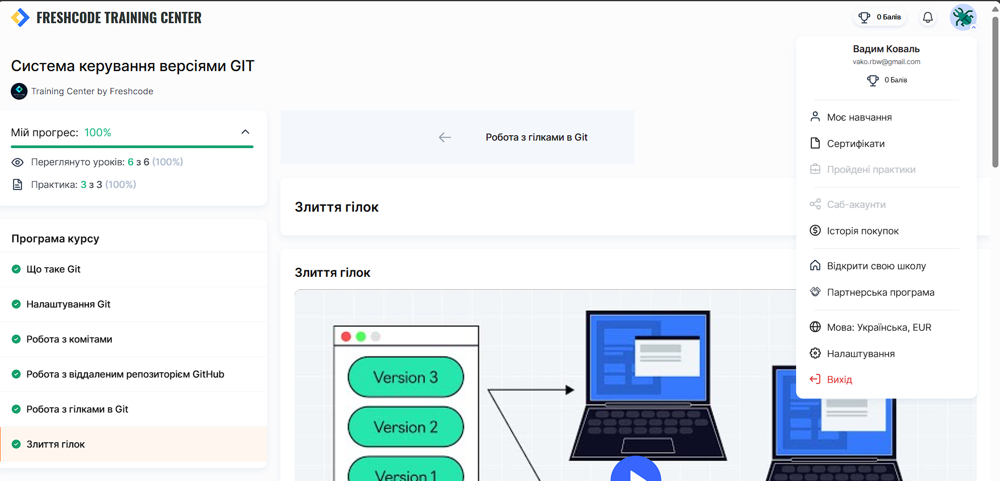 FRESHCODE TRAINING CENTER
0 Балів
Вадим Коваль
vako.rbw@gmail.com
0 Балів
Моє навчання
Сертифікати
Пройдені практики
Саб-акаунти
Історія покупок
Відкрити свою школу
Партнерська програма
Мова: Українська, EUR
Налаштування
Вихід
Система керування версіями GIT
Training Center by Freshcode
Мій прогрес: 100%
Переглянуто уроків: 6 з 6 (100%)
Практика: 3 з 3 (100%)
Програма курсу
Що таке Git
Налаштування Git
Робота з комітами
Робота з віддаленим репозиторієм GitHub
Робота з гілками в Git
Злиття гілок
Робота з гілками в Git
Злиття гілок
Злиття гілок
Version 3
Version 2
Version 1